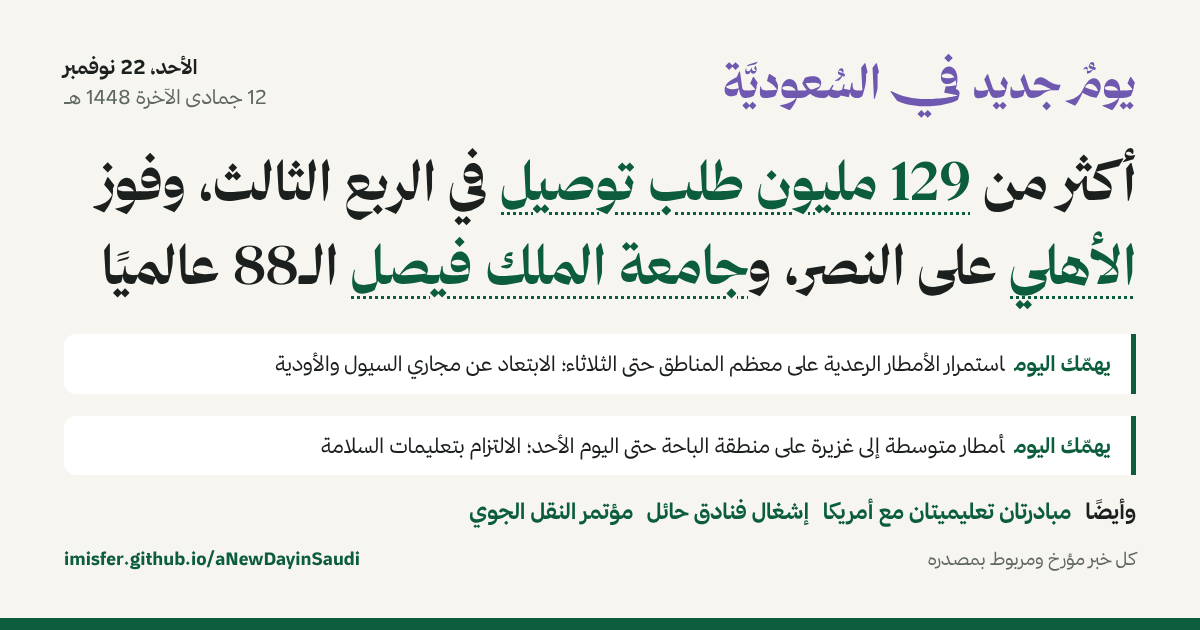 يومٌ جديد في السُعوديَّة
الأحد، 22 نوفمبر
12 جمادى الآخرة 1448 هـ
أكثر من 129 مليون طلب توصيل في الربع الثالث، وفوز
الأهلي على النصر، وجامعة الملك فيصل الـ88 عالميًا
يهمّك اليوم استمرار الأمطار الرعدية على معظم المناطق حتى الثلاثاء؛ الابتعاد عن مجاري السيول والأودية
يهمّك اليوم أمطار متوسطة إلى غزيرة على منطقة الباحة حتى اليوم الأحد؛ الالتزام بتعليمات السلامة
وأيضًا مبادرتان تعليميتان مع أمريكا إشغال فنادق حائل مؤتمر النقل الجوي
كل خبر مؤرخ ومربوط بمصدره
imisfer.github.io/aNewDayinSaudi